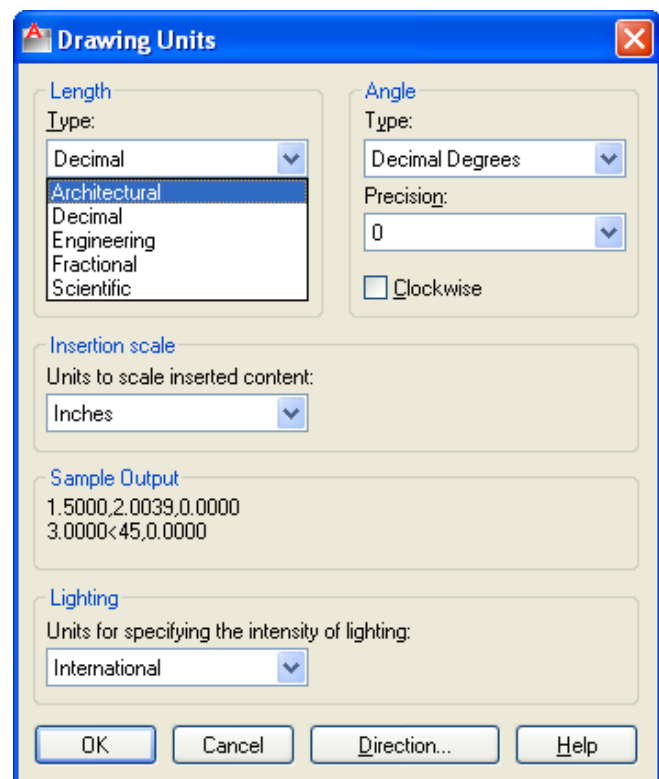 Drawing Units
Length
Type:
Decimal
Architectural
Decimal
Engineering
Fractional
Scientific
Angle
Type:
Decimal Degrees
Precision:
0
Clockwise
Insertion scale
Units to scale inserted content:
Inches
Sample Output
1.5000,2.0039,0.0000
3.0000<45,0.0000
Lighting
Units for specifying the intensity of lighting:
International
OK
Cancel
Direction...
Help